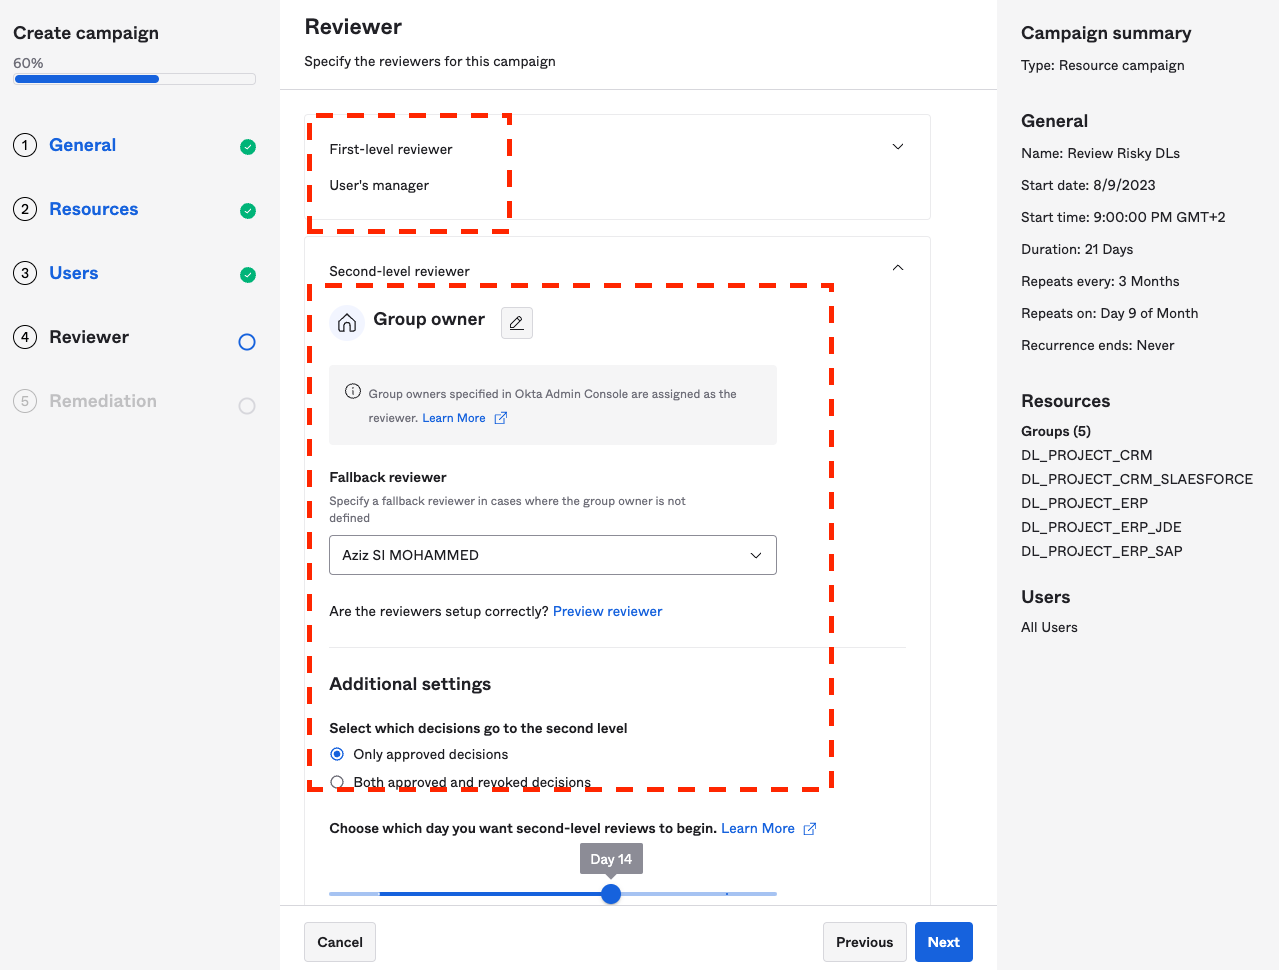 Create campaign
60%
1 General
2 Resources
3 Users
4 Reviewer
5 Remediation
Reviewer
Specify the reviewers for this campaign
First-level reviewer
User's manager
Second-level reviewer
Group owner
Group owners specified in Okta Admin Console are assigned as the
reviewer. Learn More
Fallback reviewer
Specify a fallback reviewer in cases where the group owner is not
defined
Aziz SI MOHAMMED
Are the reviewers setup correctly? Preview reviewer
Additional settings
Select which decisions go to the second level
Only approved decisions
Both approved and revoked decisions
Choose which day you want second-level reviews to begin. Learn More
Day 14
Cancel
Previous
Next
Campaign summary
Type: Resource campaign
General
Name: Review Risky DLs
Start date: 8/9/2023
Start time: 9:00:00 PM GMT+2
Duration: 21 Days
Repeats every: 3 Months
Repeats on: Day 9 of Month
Recurrence ends: Never
Resources
Groups (5)
DL_PROJECT_CRM
DL_PROJECT_CRM_SLAESFORCE
DL_PROJECT_ERP
DL_PROJECT_ERP_JDE
DL_PROJECT_ERP_SAP
Users
All Users